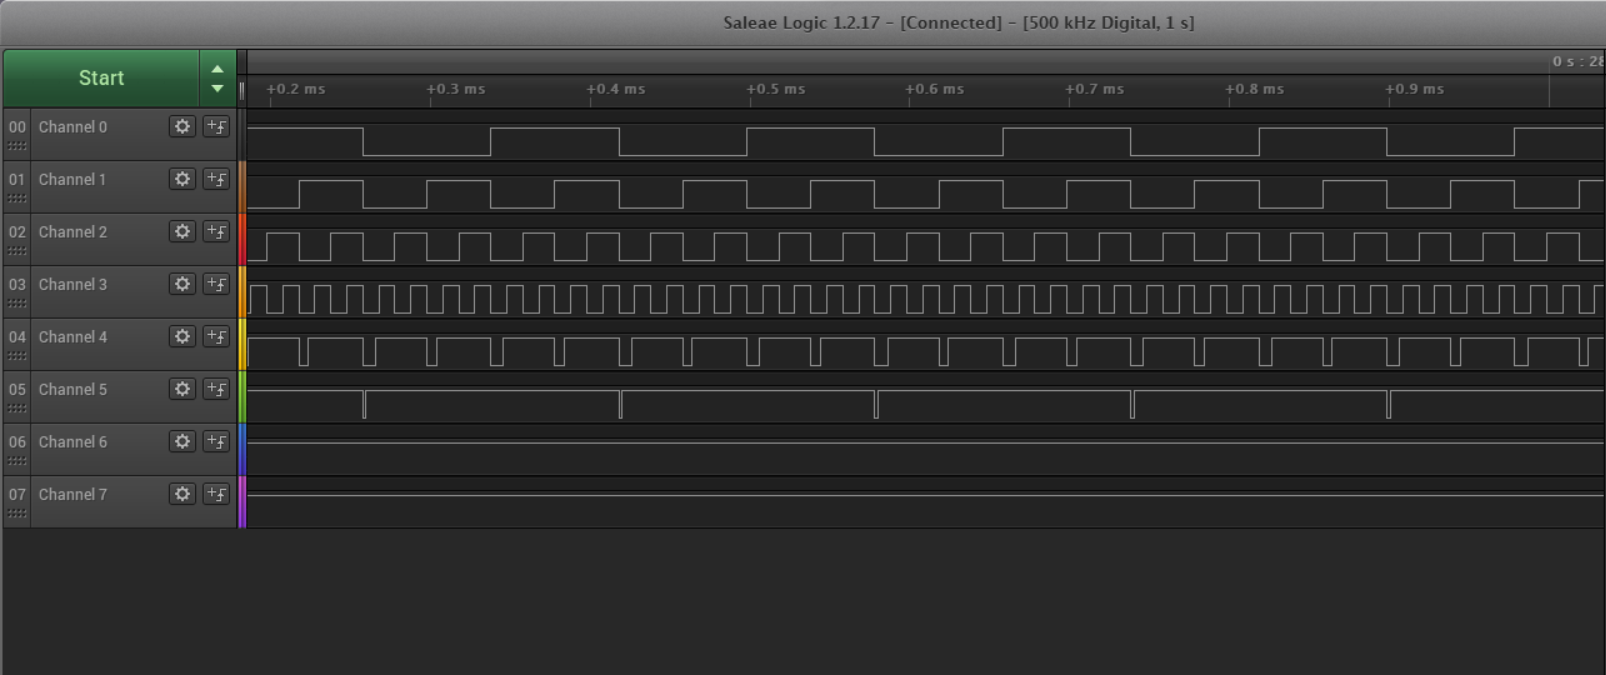 Saleae Logic 1.2.17 - [Connected] - [500 kHz Digital, 1 s]
Start
0 s : 28
+0.2 ms +0.3 ms +0.4 ms +0.5 ms +0.6 ms +0.7 ms +0.8 ms +0.9 ms
00 Channel 0
01 Channel 1
02 Channel 2
03 Channel 3
04 Channel 4
05 Channel 5
06 Channel 6
07 Channel 7